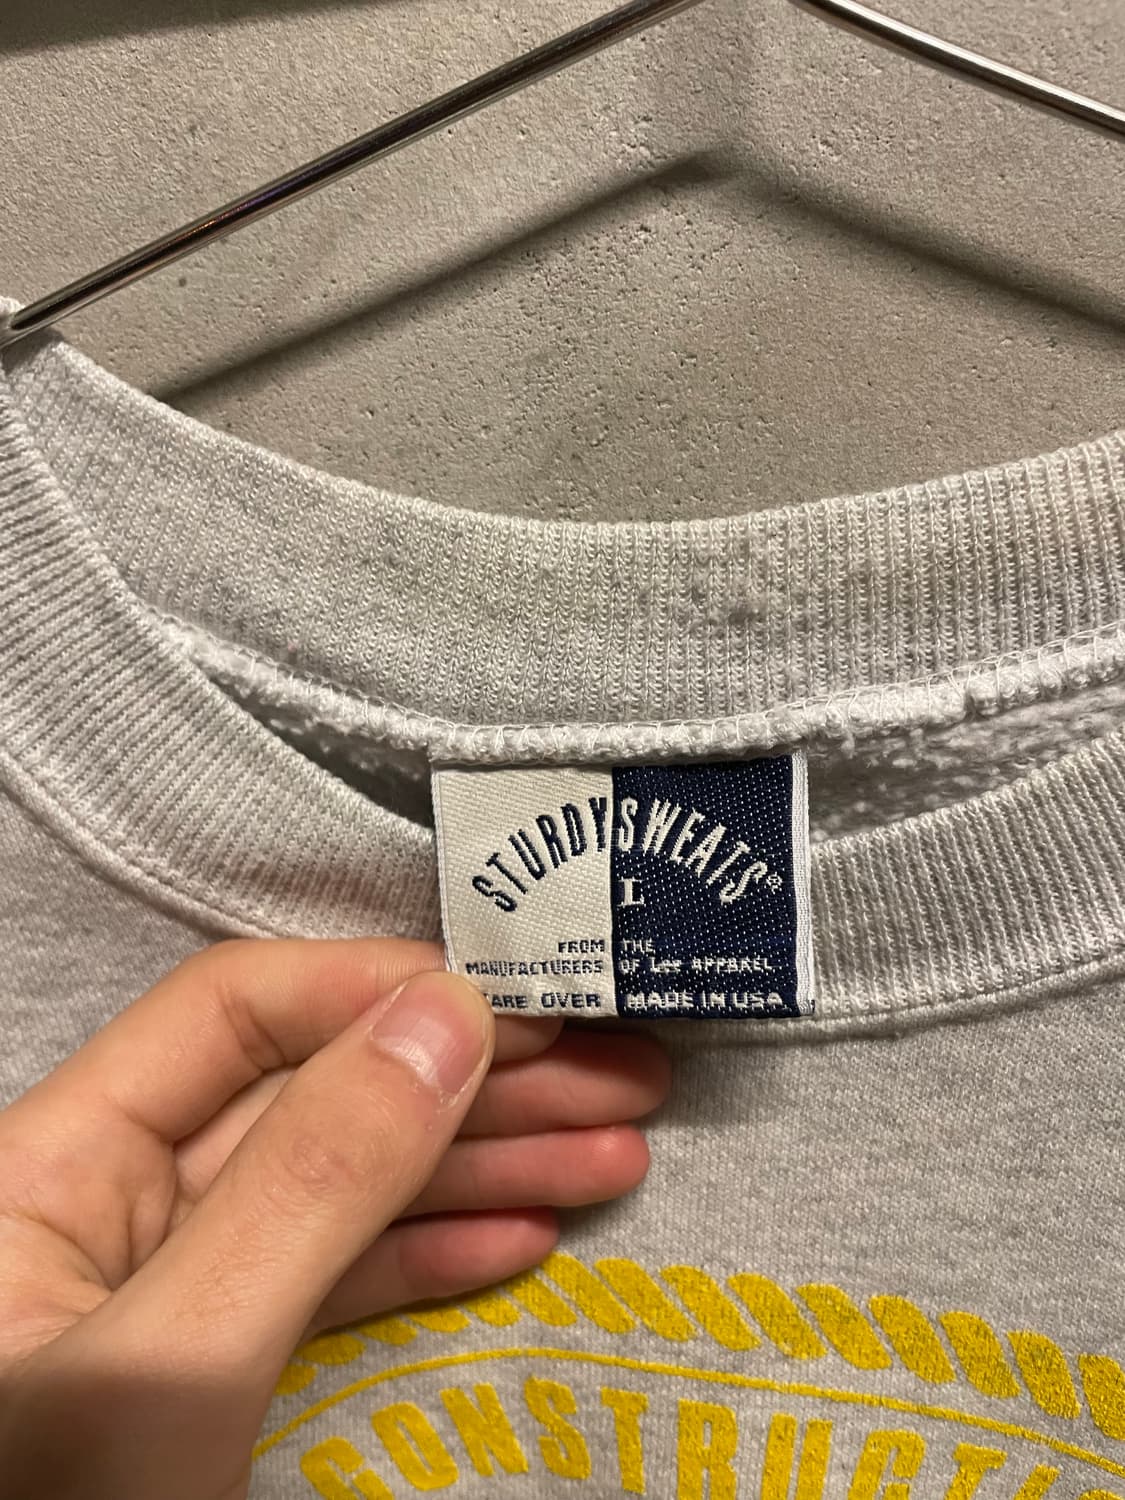 STURDY SWEATS®
L
FROM THE
MANUFACTURERS OF Lee APPAREL
CARE OVER MADE IN USA
CONSTRUCTI